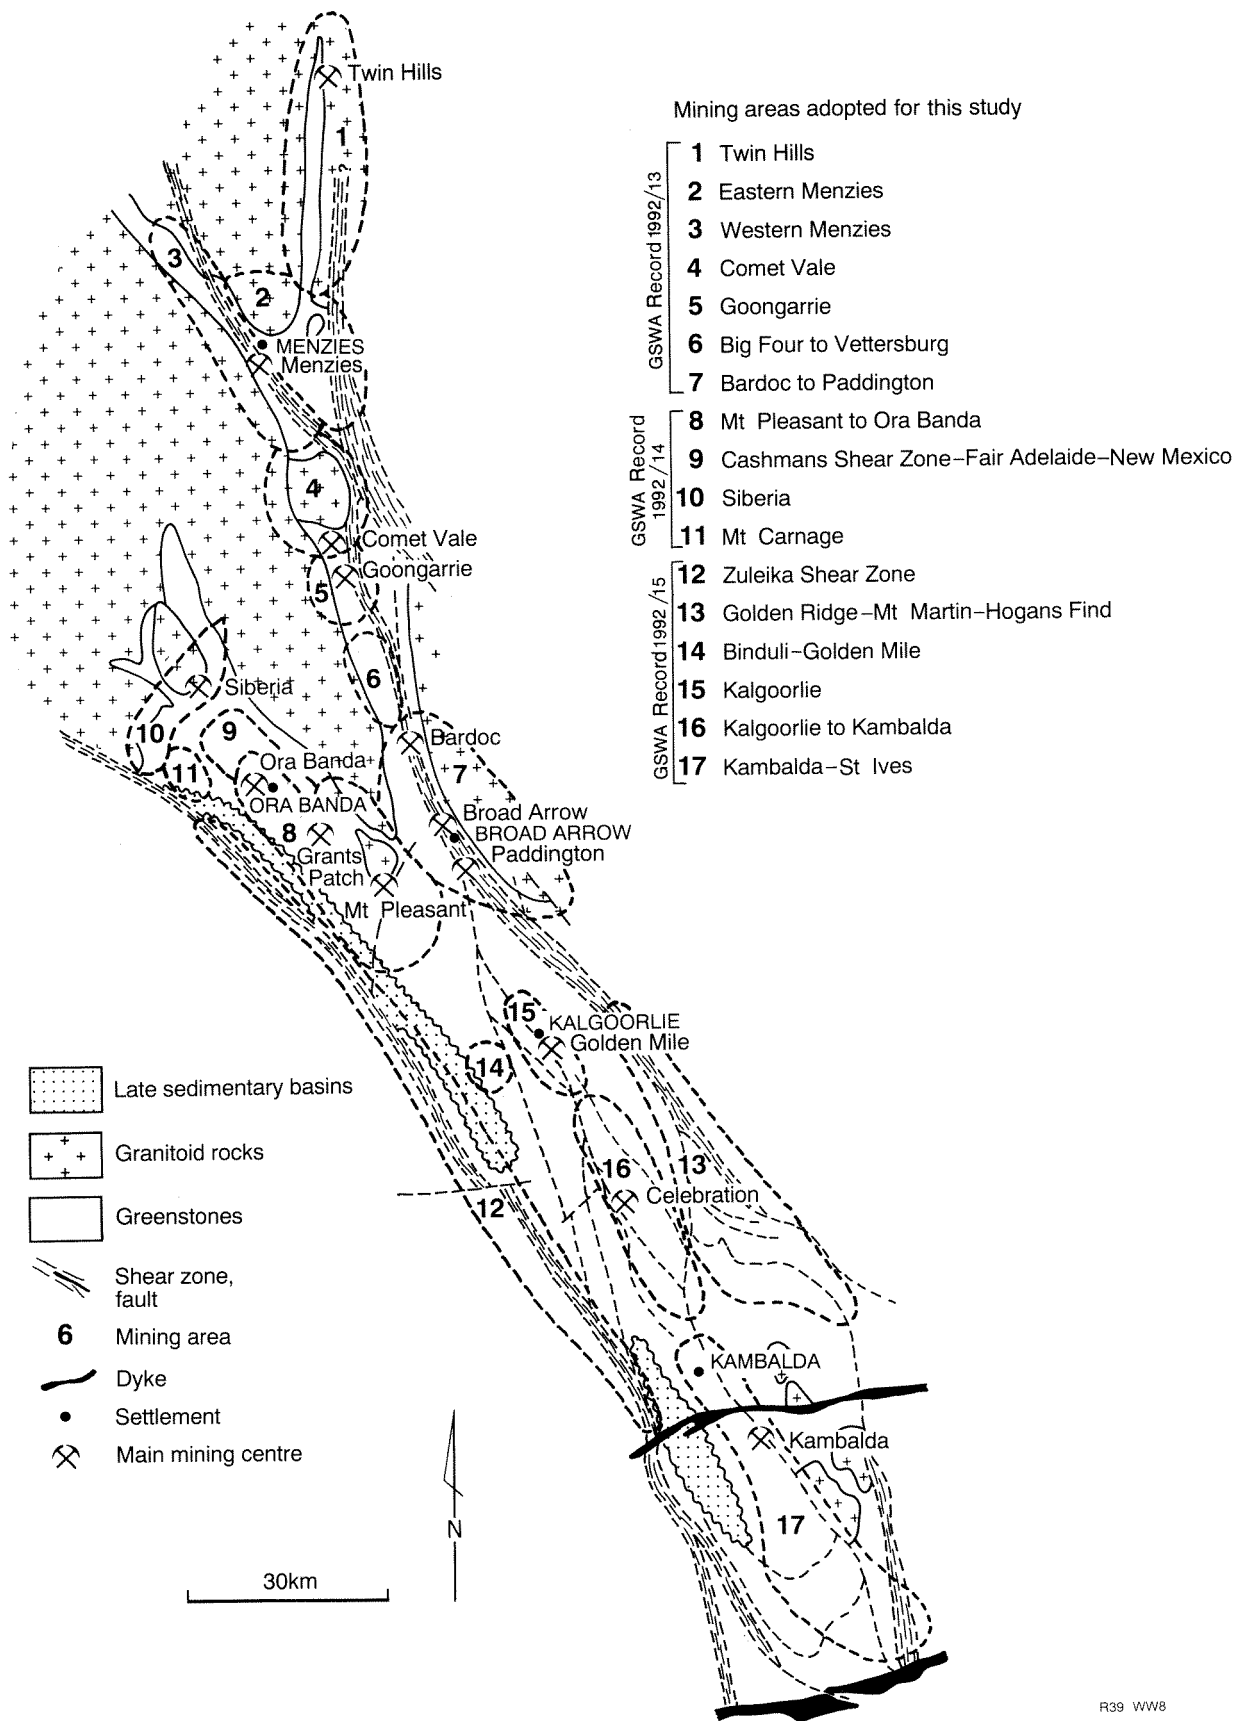 Twin Hills
1
?
3
2
MENZIES
Menzies
4
Comet Vale
Goongarrie
5
6
Siberia
10
9
Bardoc
11
Ora Banda
7
ORA BANDA
Broad Arrow
BROAD ARROW
8
Paddington
Grants
Patch
Mt Pleasant
15
KALGOORLIE
Golden Mile
14
16
13
Celebration
12
KAMBALDA
Kambalda
17
Mining areas adopted for this study
GSWA Record 1992/13
1 Twin Hills
2 Eastern Menzies
3 Western Menzies
4 Comet Vale
5 Goongarrie
6 Big Four to Vettersburg
7 Bardoc to Paddington
GSWA Record
1992/14
8 Mt Pleasant to Ora Banda
9 Cashmans Shear Zone–Fair Adelaide–New Mexico
10 Siberia
11 Mt Carnage
GSWA Record 1992/15
12 Zuleika Shear Zone
13 Golden Ridge–Mt Martin–Hogans Find
14 Binduli–Golden Mile
15 Kalgoorlie
16 Kalgoorlie to Kambalda
17 Kambalda–St Ives
Late sedimentary basins
Granitoid rocks
Greenstones
Shear zone,
fault
6 Mining area
Dyke
Settlement
Main mining centre
N
30km
R39 WW8